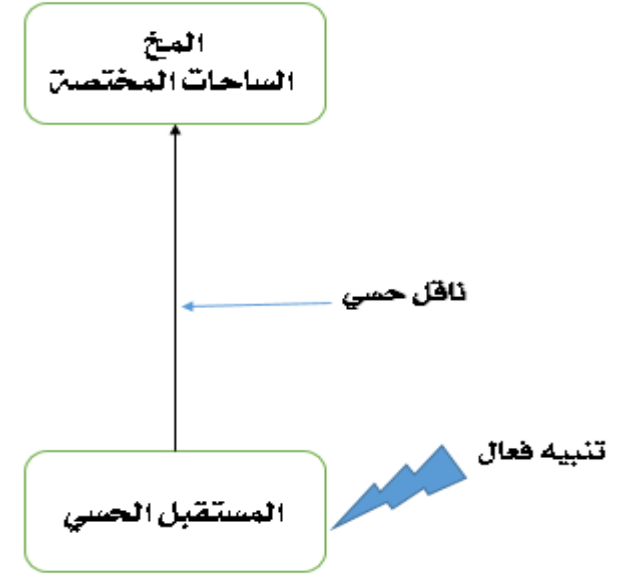 المخ
الساحات المختصة
ناقل حسي
تنبيه فعال
المستقبل الحسي